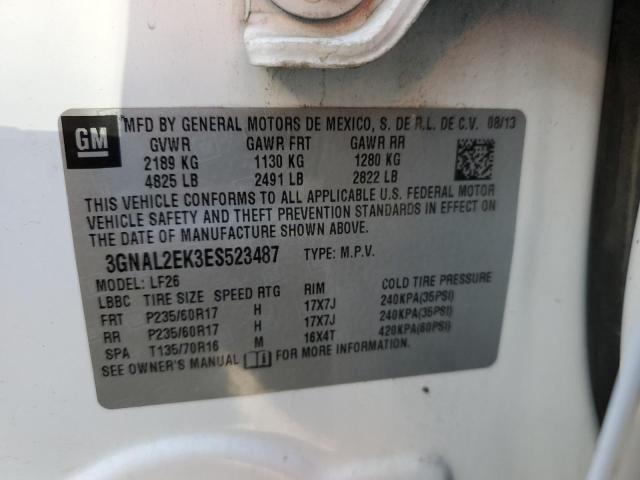 GM
MFD BY GENERAL MOTORS DE MEXICO, S. DE R.L. DE C.V. 08/13
GVWR GAWR FRT GAWR RR
2189 KG 1130 KG 1280 KG
4825 LB 2491 LB 2822 LB
THIS VEHICLE CONFORMS TO ALL APPLICABLE U.S. FEDERAL MOTOR
VEHICLE SAFETY AND THEFT PREVENTION STANDARDS IN EFFECT ON
THE DATE OF MANUFACTURE SHOWN ABOVE.
3GNAL2EK3ES523487 TYPE: M.P.V.
MODEL: LF26
LBBC TIRE SIZE SPEED RTG RIM COLD TIRE PRESSURE
FRT P235/60R17 H 17X7J 240KPA(35PSI)
RR P235/60R17 H 17X7J 240KPA(35PSI)
SPA T135/70R16 M 16X4T 420KPA(60PSI)
SEE OWNER'S MANUAL FOR MORE INFORMATION.